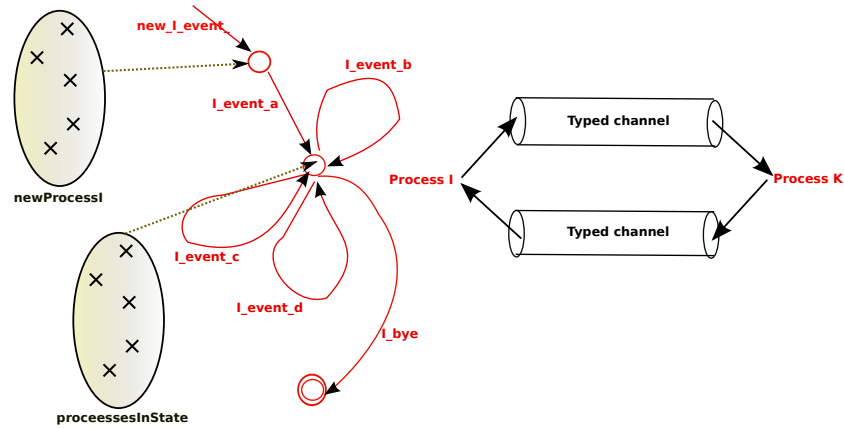 new_I_event_
I_event_b
I_event_a
Typed channel
newProcessI
Process I
Process K
Typed channel
I_event_c
I_event_d
I_bye
proceessesInState